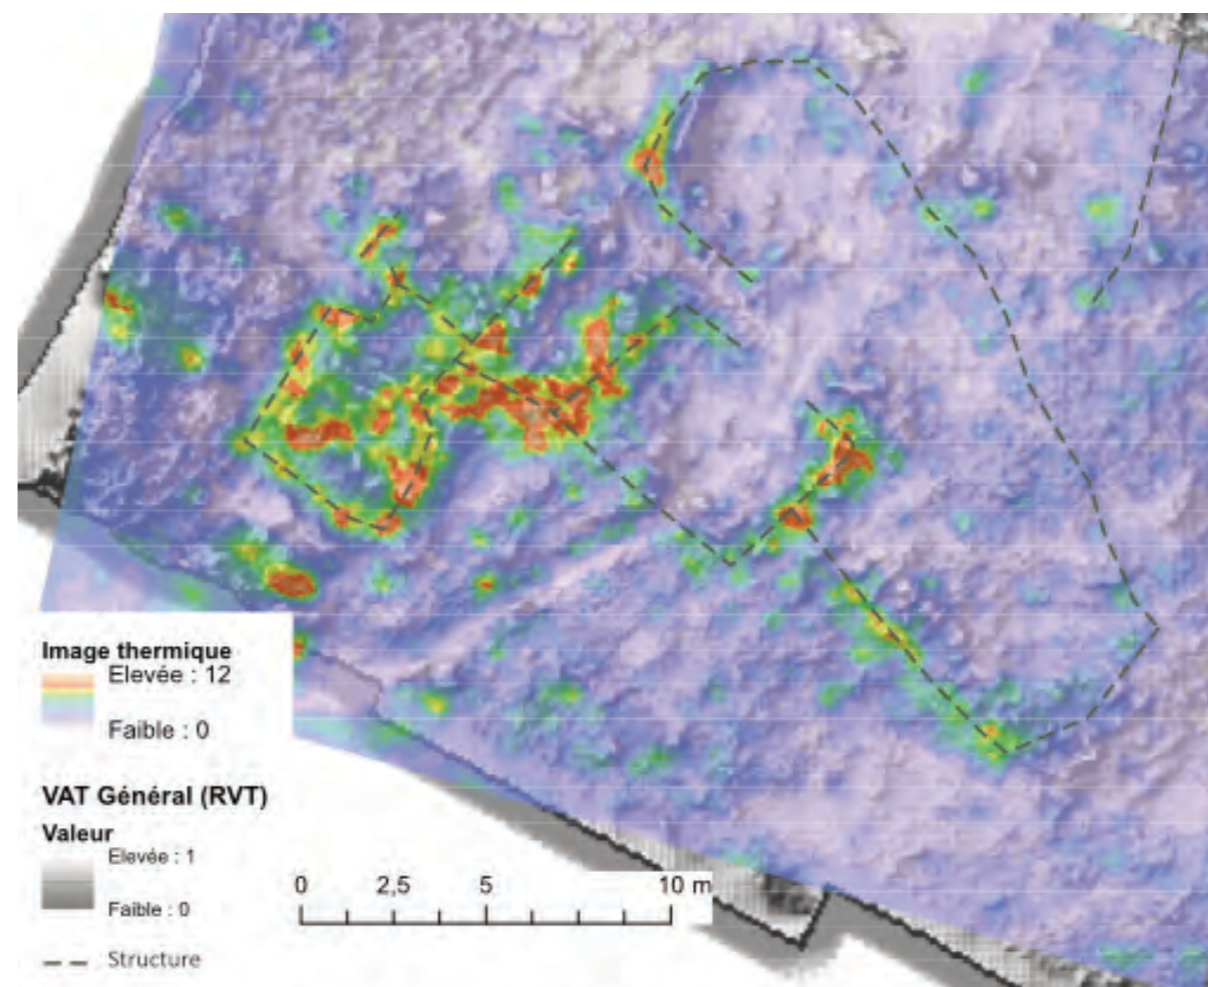 Image thermique
Elevée : 12
Faible : 0
VAT Général (RVT)
Valeur
Elevée : 1
Faible : 0
Structure
0 2,5 5 10 m